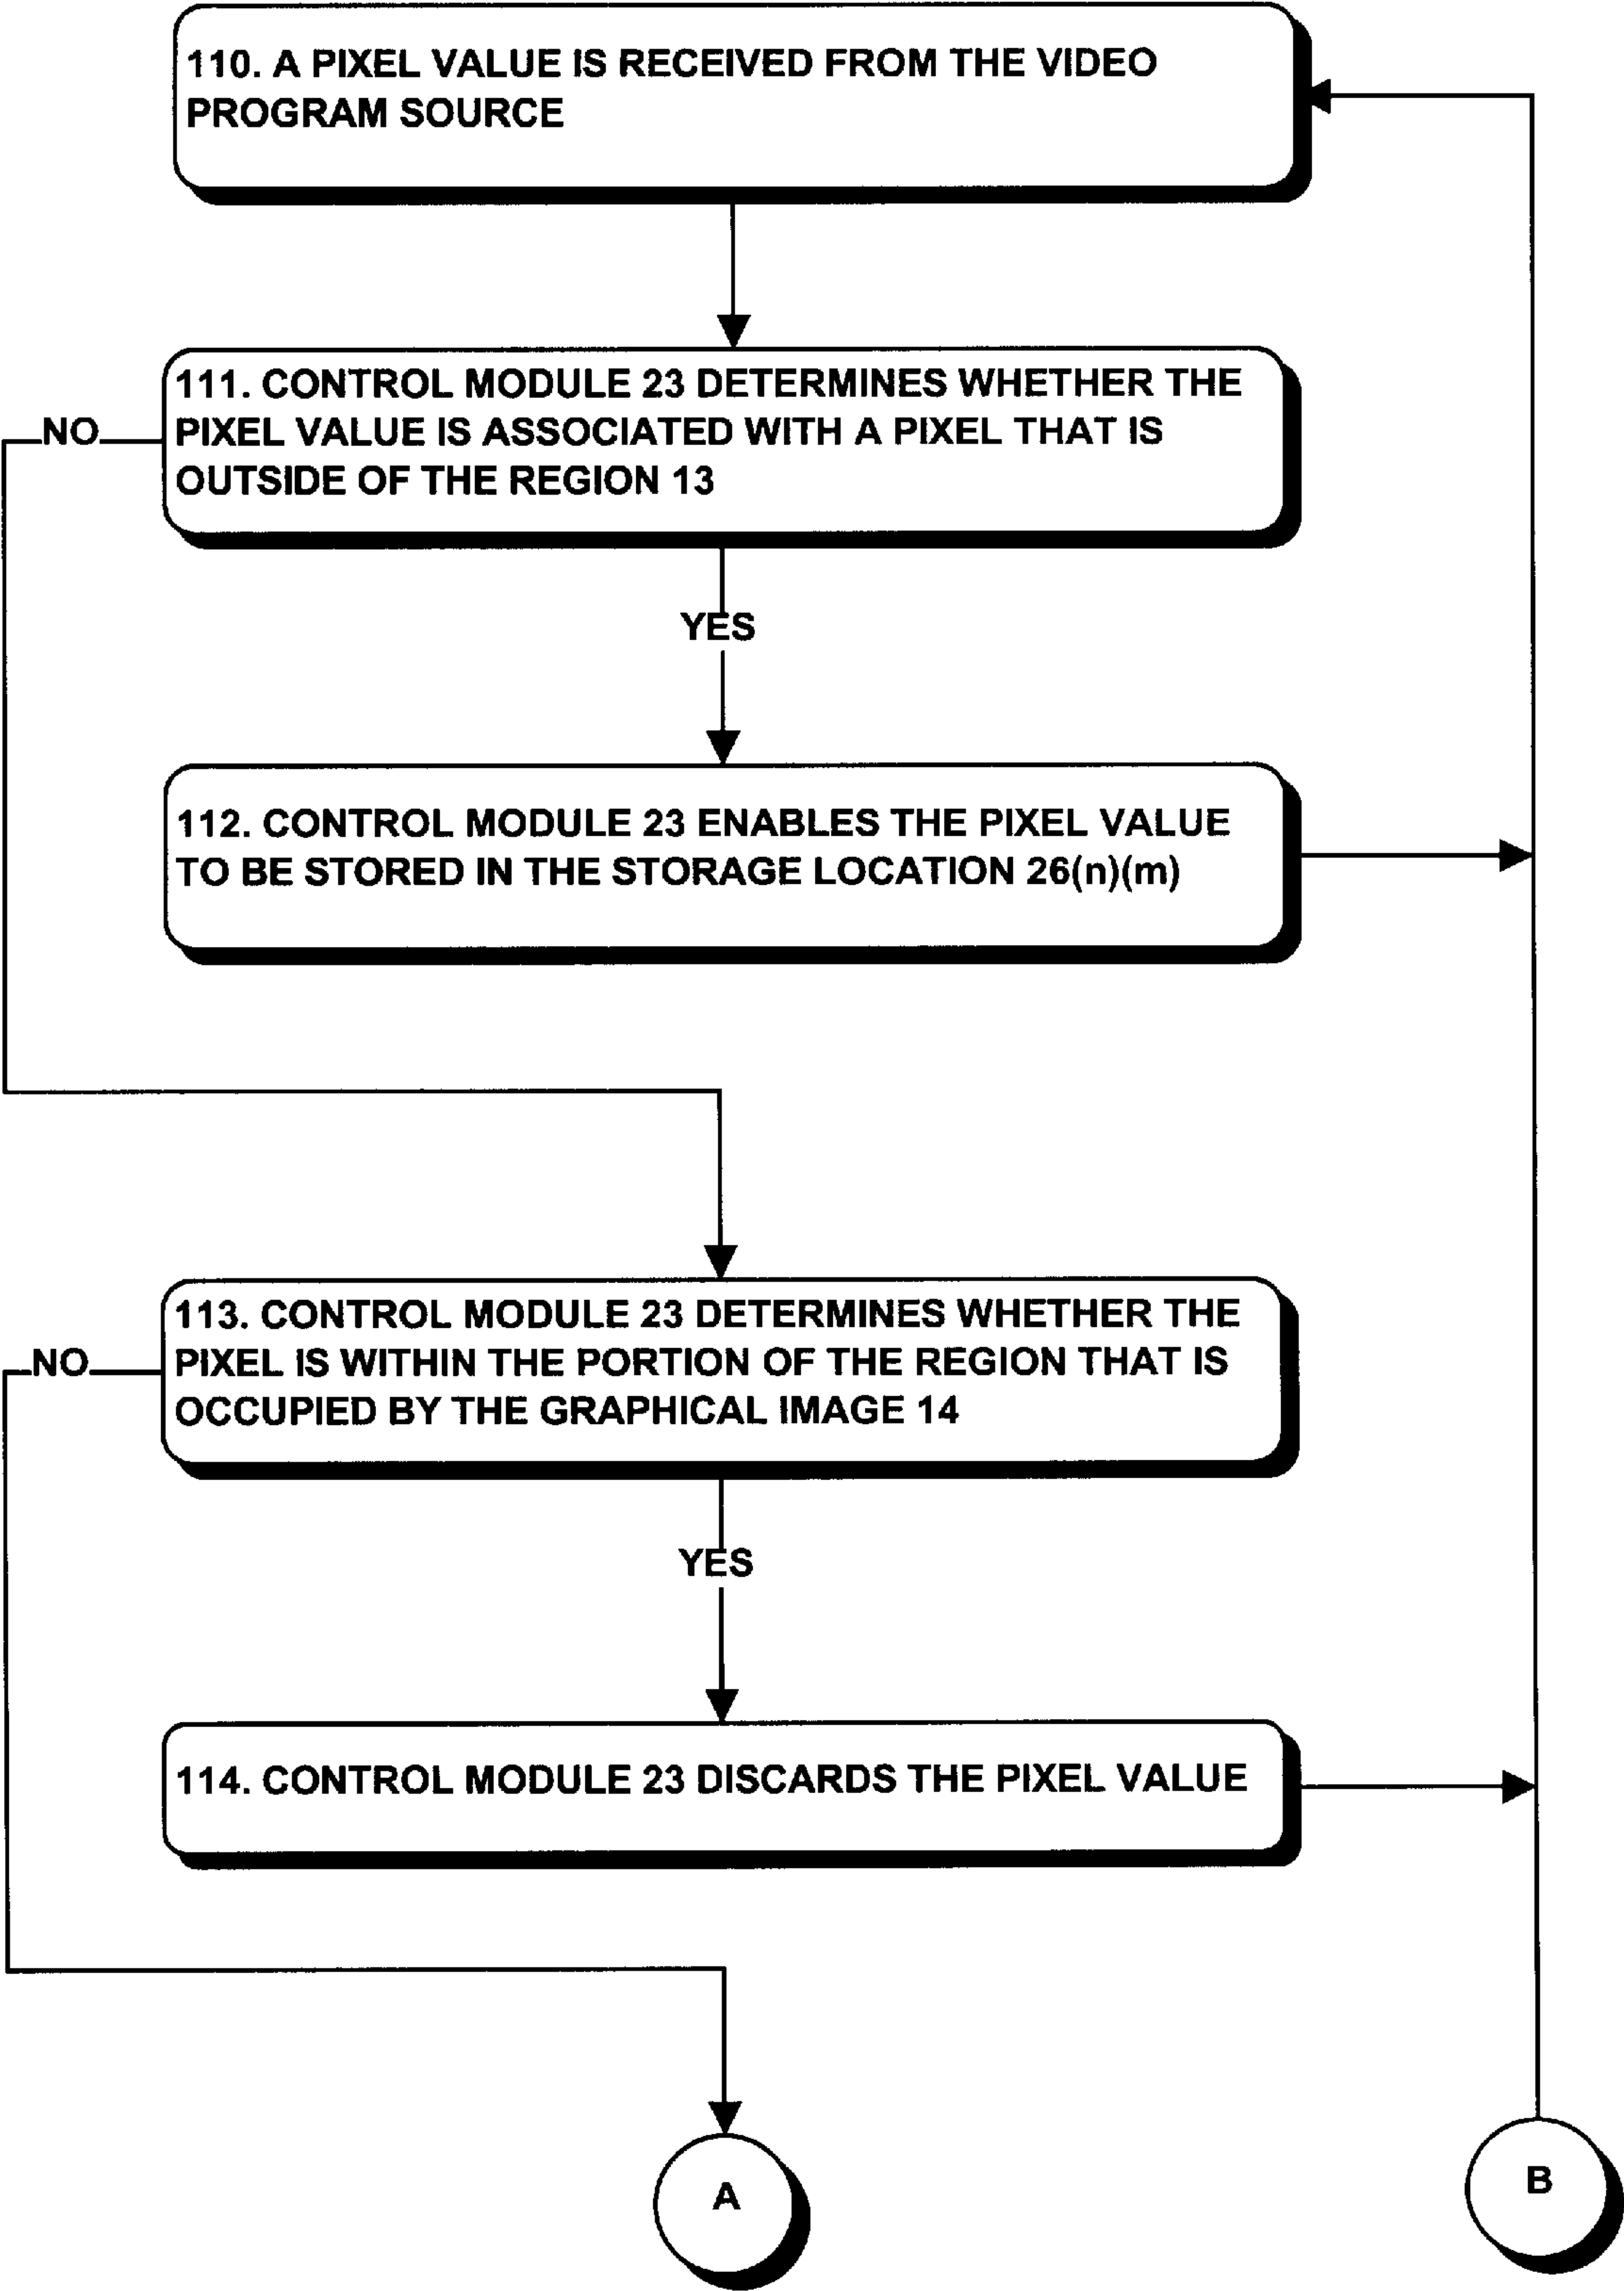 110. A PIXEL VALUE IS RECEIVED FROM THE VIDEO
PROGRAM SOURCE
111. CONTROL MODULE 23 DETERMINES WHETHER THE
PIXEL VALUE IS ASSOCIATED WITH A PIXEL THAT IS
OUTSIDE OF THE REGION 13
NO
YES
112. CONTROL MODULE 23 ENABLES THE PIXEL VALUE
TO BE STORED IN THE STORAGE LOCATION 26(n)(m)
113. CONTROL MODULE 23 DETERMINES WHETHER THE
PIXEL IS WITHIN THE PORTION OF THE REGION THAT IS
OCCUPIED BY THE GRAPHICAL IMAGE 14
NO
YES
114. CONTROL MODULE 23 DISCARDS THE PIXEL VALUE
A
B